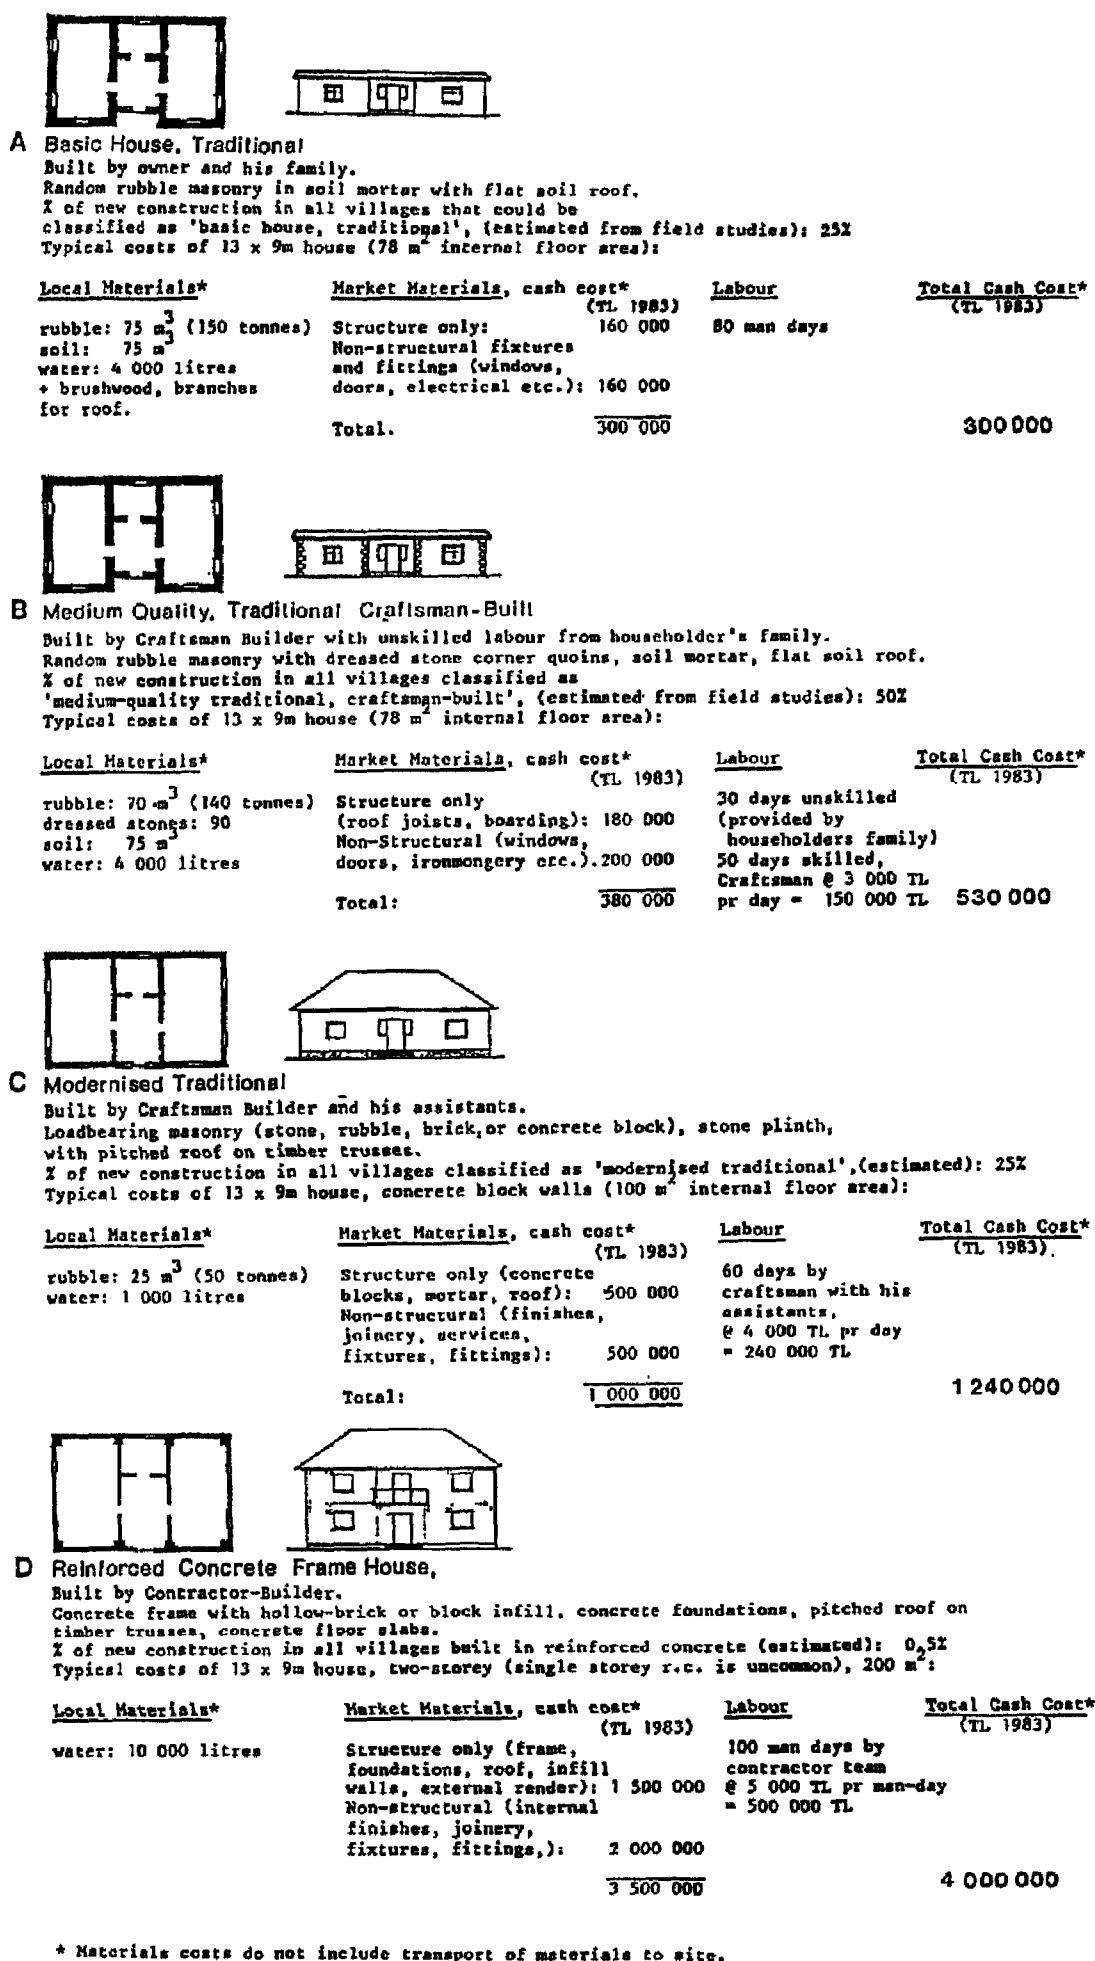 A Basic House, Traditional
Built by owner and his family.
Random rubble masonry in soil mortar with flat soil roof.
% of new construction in all villages that could be
classified as 'basic house, traditional', (estimated from field studies): 25%
Typical costs of 13 x 9m house (78 m² internal floor area):
Local Materials* Market Materials, cash cost* Labour Total Cash Cost*
(TL 1983) (TL 1983)
rubble: 75 m³ (150 tonnes) Structure only: 160 000 80 man days
soil: 75 m³ Non-structural fixtures
water: 4 000 litres and fittings (windows,
+ brushwood, branches doors, electrical etc.): 160 000
for roof.
Total. 300 000 300 000
B Medium Quality, Traditional Craftsman-Built
Built by Craftsman Builder with unskilled labour from householder's family.
Random rubble masonry with dressed stone corner quoins, soil mortar, flat soil roof.
% of new construction in all villages classified as
'medium-quality traditional, craftsman-built', (estimated from field studies): 50%
Typical costs of 13 x 9m house (78 m² internal floor area):
Local Materials* Market Materials, cash cost* Labour Total Cash Cost*
(TL 1983) (TL 1983)
rubble: 70 m³ (140 tonnes) Structure only 30 days unskilled
dressed stones: 90 (roof joists, boarding): 180 000 (provided by
soil: 75 m³ Non-Structural (windows, householders family)
water: 4 000 litres doors, ironmongery etc.). 200 000 50 days skilled,
Craftsman @ 3 000 TL
Total: 380 000 pr day = 150 000 TL 530 000
C Modernised Traditional
Built by Craftsman Builder and his assistants.
Loadbearing masonry (stone, rubble, brick, or concrete block), stone plinth,
with pitched roof on timber trusses.
% of new construction in all villages classified as 'modernised traditional', (estimated): 25%
Typical costs of 13 x 9m house, concrete block walls (100 m² internal floor area):
Local Materials* Market Materials, cash cost* Labour Total Cash Cost*
(TL 1983) (TL 1983).
rubble: 25 m³ (50 tonnes) Structure only (concrete 60 days by
water: 1 000 litres blocks, mortar, roof): 500 000 craftsman with his
Non-structural (finishes, assistants,
joinery, services, @ 4 000 TL pr day
fixtures, fittings): 500 000 = 240 000 TL
Total: 1 000 000 1 240 000
D Reinforced Concrete Frame House,
Built by Contractor-Builder.
Concrete frame with hollow-brick or block infill, concrete foundations, pitched roof on
timber trusses, concrete floor slabs.
% of new construction in all villages built in reinforced concrete (estimated): 0,5%
Typical costs of 13 x 9m house, two-storey (single storey r.c. is uncommon), 200 m²:
Local Materials* Market Materials, cash cost* Labour Total Cash Cost*
(TL 1983) (TL 1983)
water: 10 000 litres Structure only (frame, 100 man days by
foundations, roof, infill contractor team
walls, external render): 1 500 000 @ 5 000 TL pr man-day
Non-structural (internal = 500 000 TL
finishes, joinery,
fixtures, fittings,): 2 000 000
3 500 000 4 000 000
* Materials costs do not include transport of materials to site.